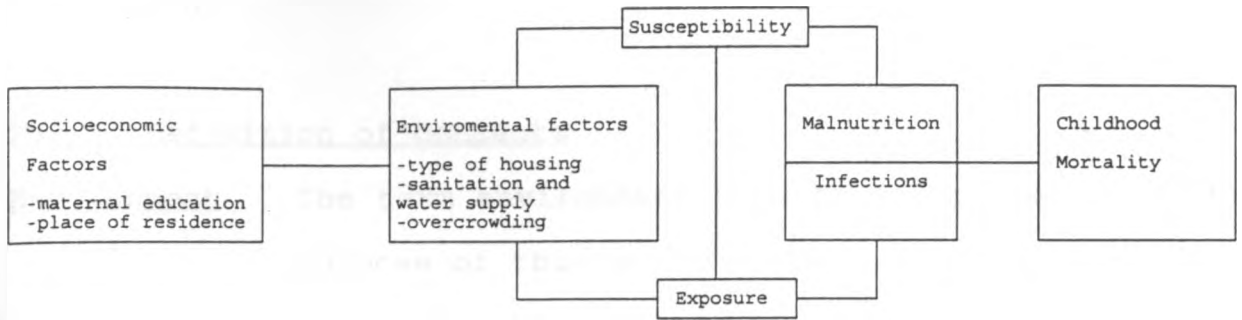 Susceptibility
Socioeconomic
Factors
-maternal education
-place of residence
Enviromental factors
-type of housing
-sanitation and
water supply
-overcrowding
Malnutrition
Infections
Childhood
Mortality
Exposure